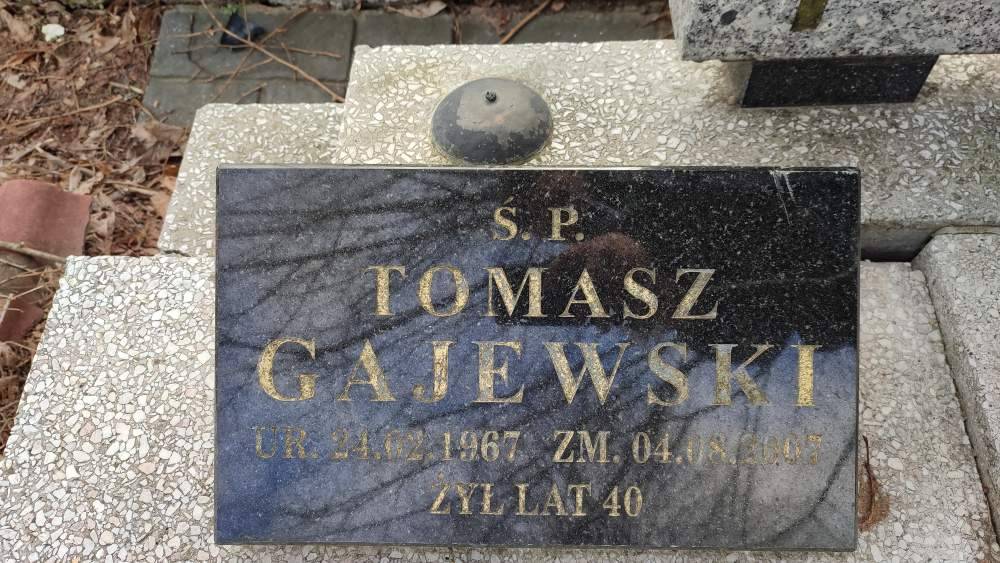 Ś. P.
TOMASZ
GAJEWSKI
UR. 24.02.1967 ZM. 04.08.2007
ŻYŁ LAT 40